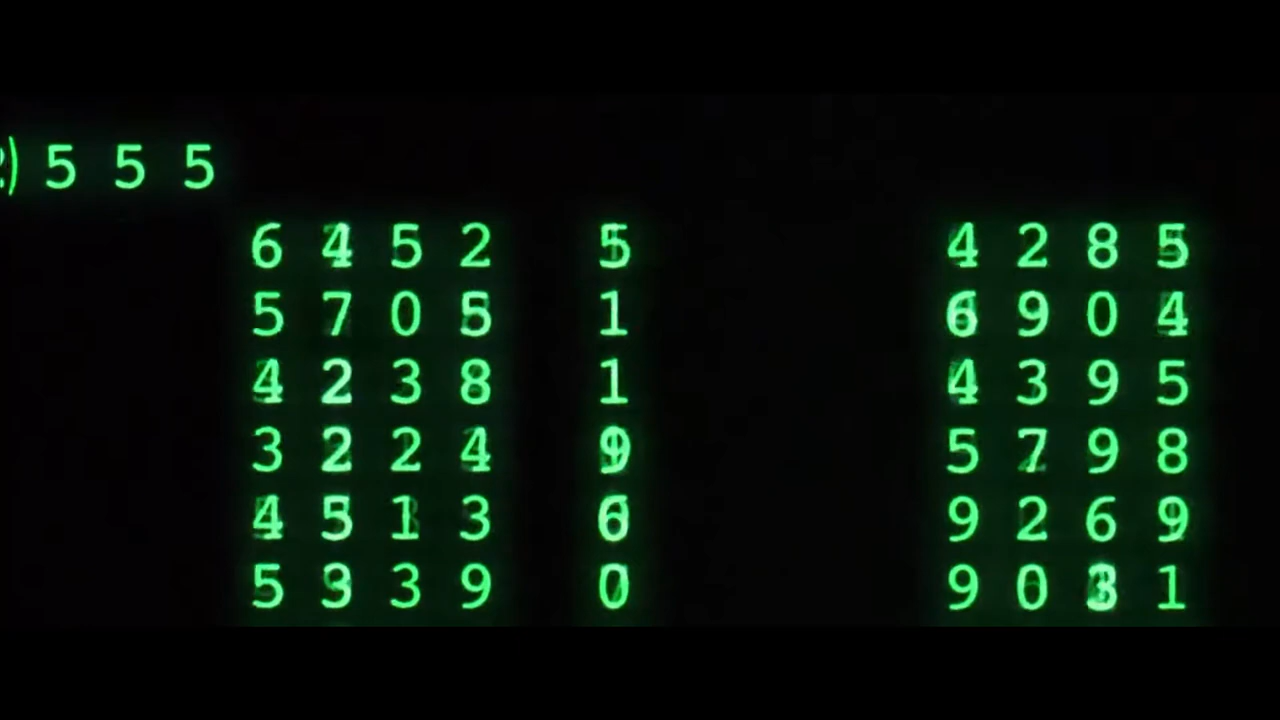 ) 5 5 5
6 4 5 2 5 4 2 8 5
5 7 0 5 1 6 9 0 4
4 2 3 8 1 4 3 9 5
3 2 2 4 9 5 7 9 8
4 5 1 3 6 9 2 6 9
5 3 3 9 0 9 0 3 1